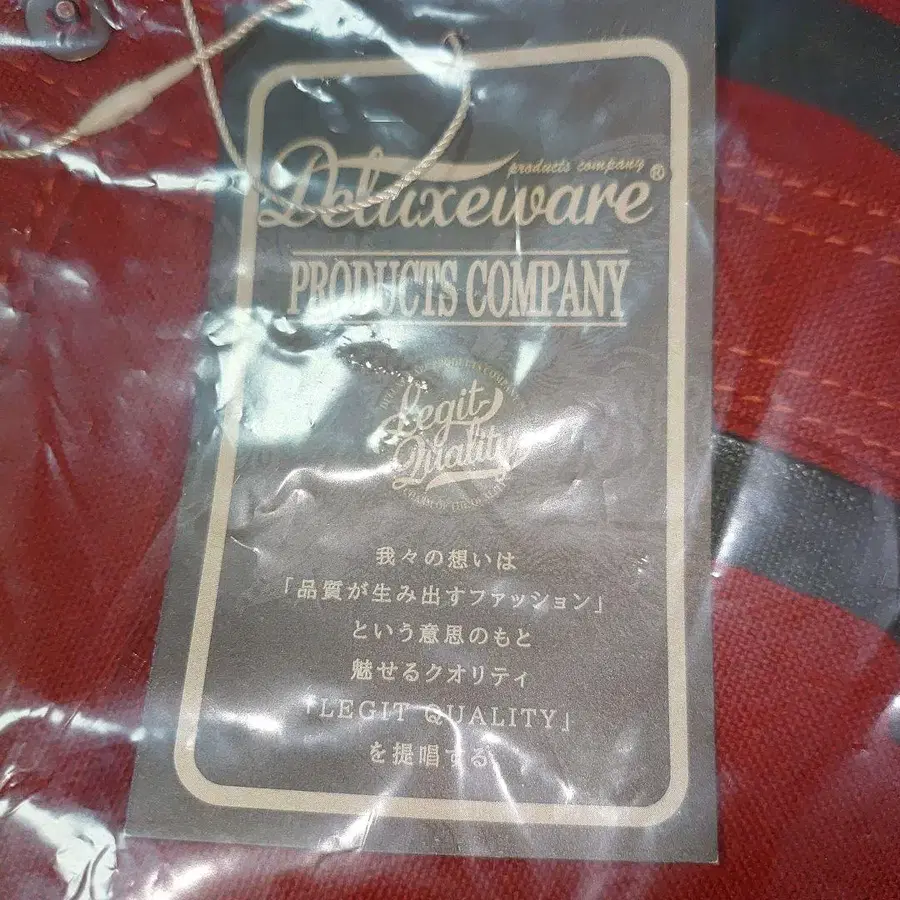 products company
Deluxeware®
PRODUCTS COMPANY
Legit
Quality
我々の想いは
「品質が生み出すファッション」
という意思のもと
魅せるクオリティ
「LEGIT QUALITY」
を提唱する